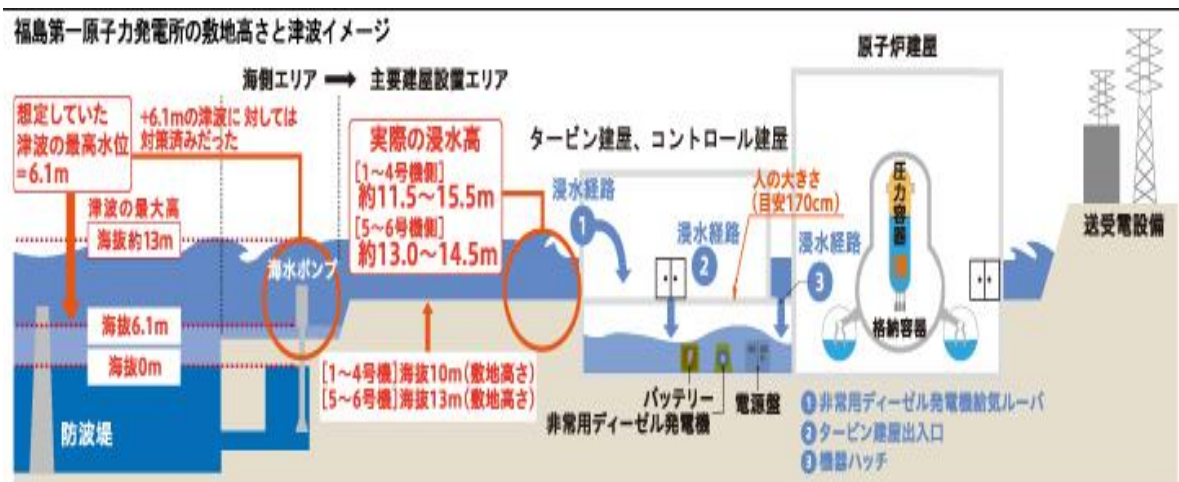 福島第一原子力発電所の敷地高さと津波イメージ
海側エリア
主要建屋設置エリア
想定していた
津波の最高水位
=6.1m
+6.1mの津波に 対しては
対策済みだった
津波の最大高
海抜約13m
海水ポンプ
海抜6.1m
海抜0m
防波堤
実際の浸水高
[1〜4号機側]
約11.5〜15.5m
[5〜6号機側]
約13.0〜14.5m
[1〜4号機]海抜10m(敷地高さ)
[5〜6号機]海抜13m(敷地高さ)
タービン建屋、コントロール建屋
浸水経路
1
浸水経路
2
人の大きさ
(目安170cm)
浸水経路
3
バッテリー
非常用ディーゼル発電機
電源盤
原子炉建屋
圧力容器
格納容器
送受電設備
1 非常用ディーゼル発電機給気ルーバ
2 タービン建屋出入口
3 機器ハッチ